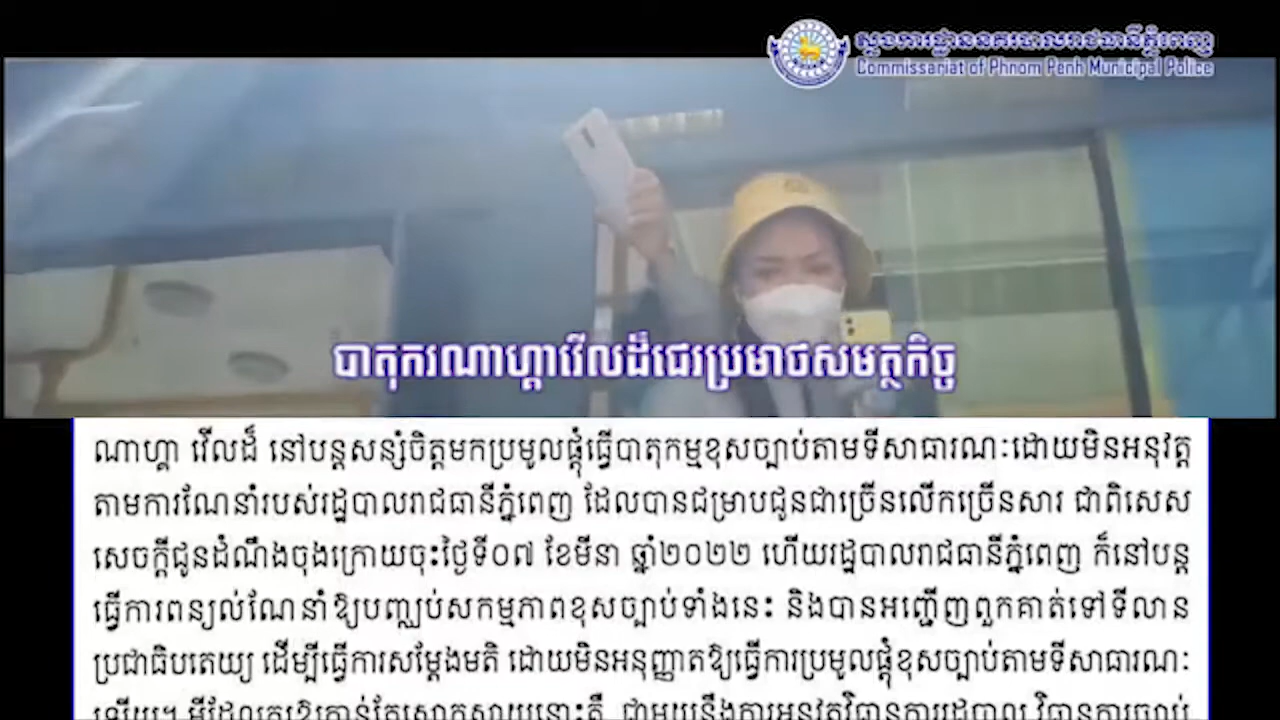 ស្នងការដ្ឋាននគរបាលរាជធានីភ្នំពេញ
Commissariat of Phnom Penh Municipal Police
បាតុករណាហ្គាវើលដ៍ជេរប្រមាថសមត្ថកិច្ច
ណាហ្គា វើលដ៍ នៅបន្តសន្សំចិត្តមកប្រមូលផ្តុំធ្វើបាតុកម្មខុសច្បាប់តាមទីសាធារណៈដោយមិនអនុវត្ត
តាមការណែនាំរបស់រដ្ឋបាលរាជធានីភ្នំពេញ ដែលបានជម្រាបជូនជាច្រើនលើកច្រើនសារ ជាពិសេស
សេចក្តីជូនដំណឹងចុងក្រោយចុះថ្ងៃទី០៧ ខែមីនា ឆ្នាំ២០២២ ហើយរដ្ឋបាលរាជធានីភ្នំពេញ ក៏នៅបន្ត
ធ្វើការពន្យល់ណែនាំឱ្យបញ្ឈប់សកម្មភាពខុសច្បាប់ទាំងនេះ និងបានអញ្ជើញពួកគាត់ទៅទីលាន
ប្រជាធិបតេយ្យ ដើម្បីធ្វើការសម្តែងមតិ ដោយមិនអនុញ្ញាតឱ្យធ្វើការប្រមូលផ្តុំខុសច្បាប់តាមទីសាធារណៈ
ឡើយ។ អ្វីដែលគួរឱ្យ